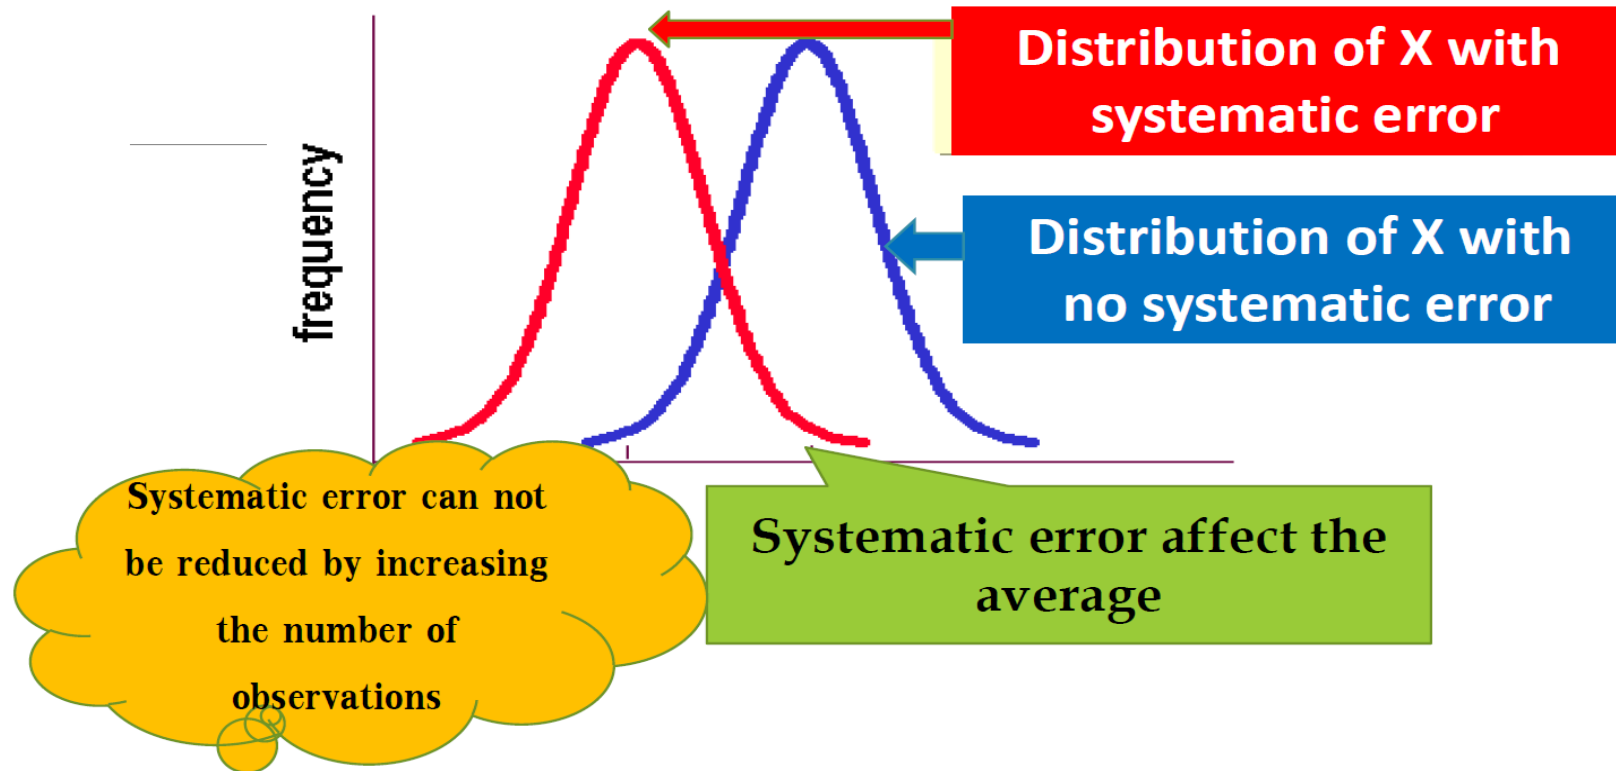 Distribution of X with
systematic error
frequency
Distribution of X with
no systematic error
Systematic error can not
be reduced by increasing
the number of
observations
Systematic error affect the
average